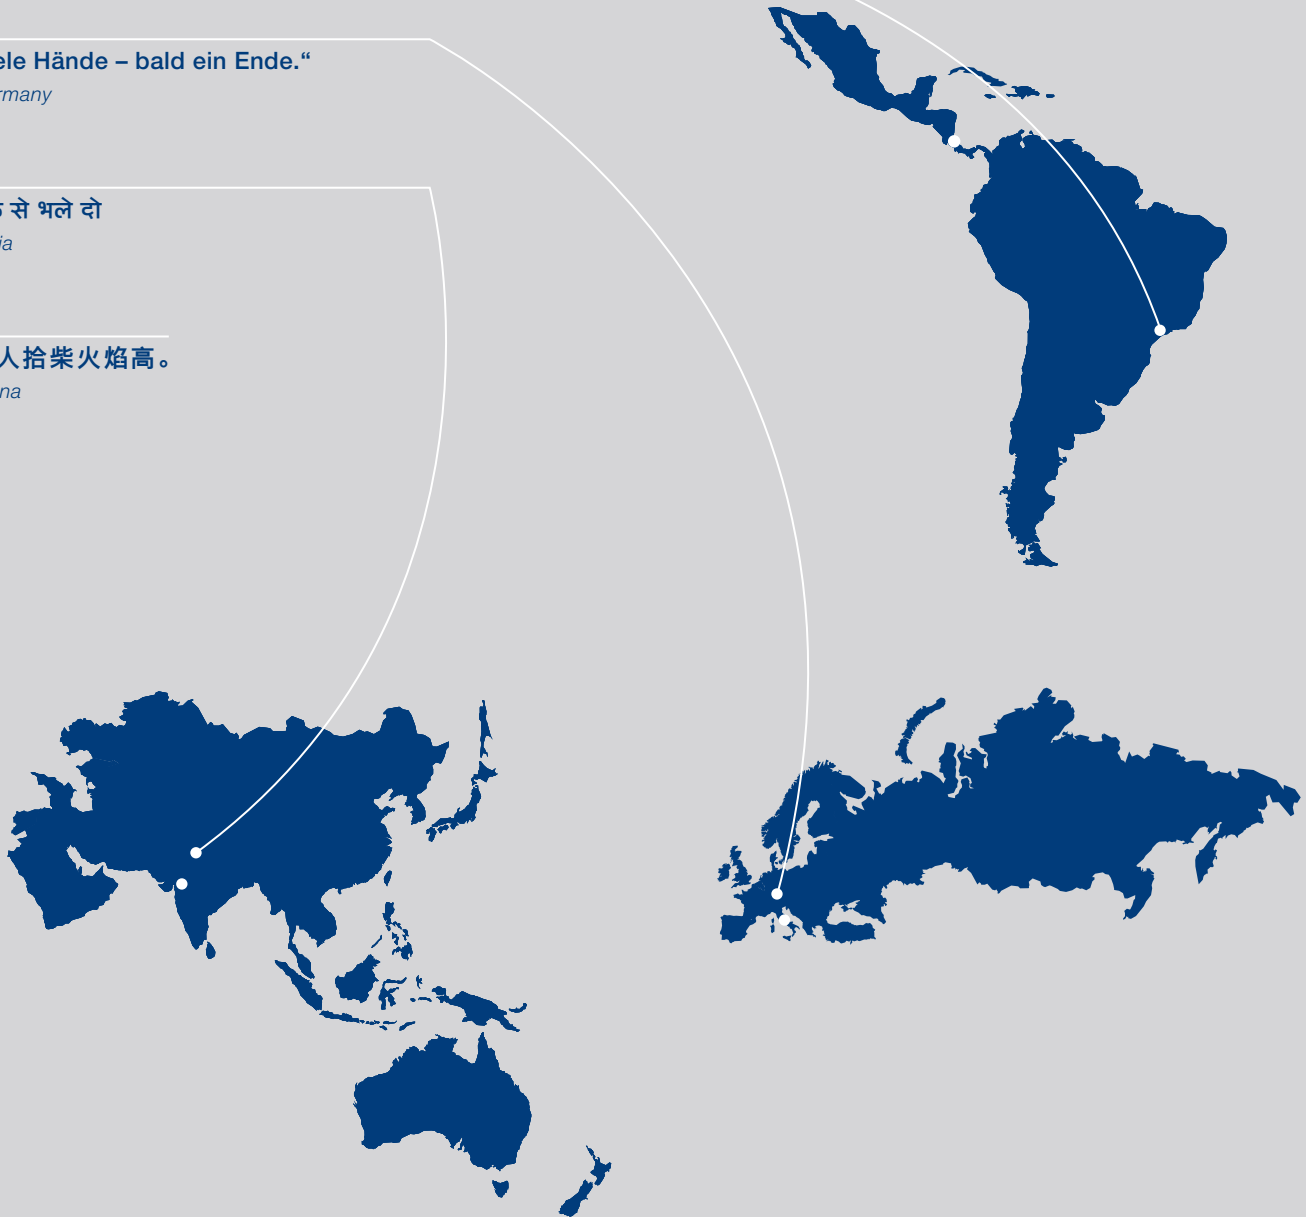 ele Hände – bald ein Ende.“
rmany
से भले दो
ia
人拾柴火焰高。
na